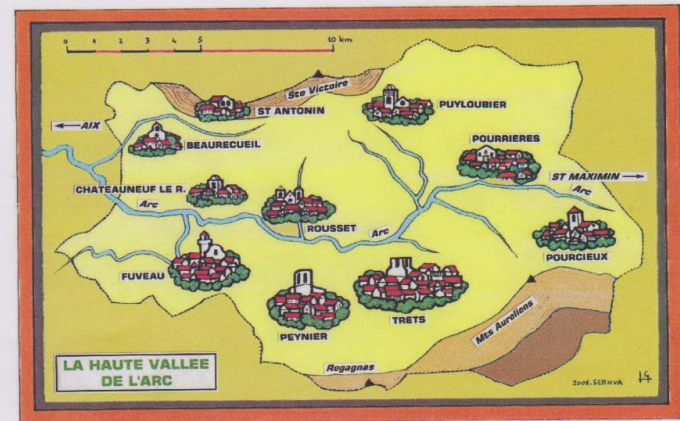 0 1 2 3 4 5 10 km
Ste Victoire
ST ANTONIN
PUYLOUBIER
AIX
BEAURECUEIL
POURRIERES
ST MAXIMIN
CHATEAUNEUF LE R.
Arc
Arc
ROUSSET
Arc
POURCIEUX
FUVEAU
TRETS
PEYNIER
Mts Aureliens
Regagnas
LA HAUTE VALLEE
DE L'ARC
2006.SERHVA